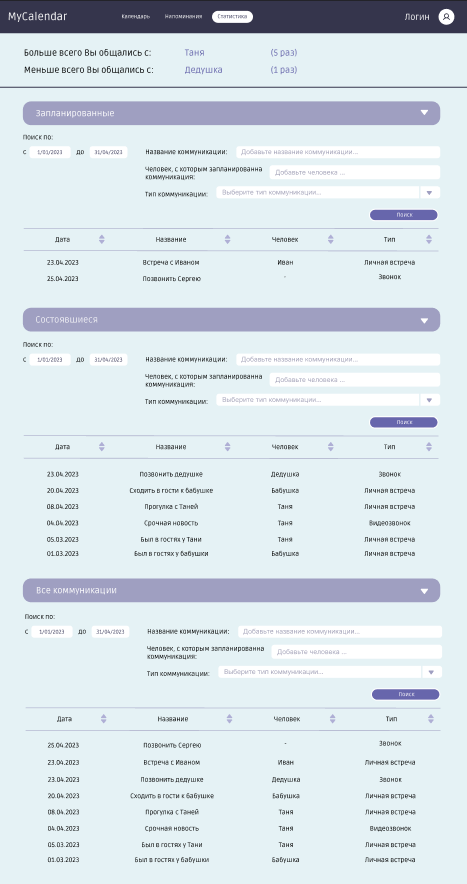 MyCalendar Календарь Напоминания Статистика Логин
Больше всего Вы общались с: Таня (5 раз)
Меньше всего Вы общались с: Дедушка (1 раз)
Запланированные
Поиск по:
с 1/01/2023 до 31/04/2023 Название коммуникации: Добавьте название коммуникации...
Человек, с которым запланированна
коммуникация: Добавьте человека ...
Тип коммуникации: Выберите тип коммуникации...
Поиск
Дата Название Человек Тип
23.04.2023 Встреча с Иваном Иван Личная встреча
25.04.2023 Позвонить Сергею - Звонок
Состоявшиеся
Поиск по:
с 1/01/2023 до 31/04/2023 Название коммуникации: Добавьте название коммуникации...
Человек, с которым запланированна
коммуникация: Добавьте человека ...
Тип коммуникации: Выберите тип коммуникации...
Поиск
Дата Название Человек Тип
23.04.2023 Позвонить дедушке Дедушка Звонок
20.04.2023 Сходить в гости к бабушке Бабушка Личная встреча
08.04.2023 Прогулка с Таней Таня Личная встреча
04.04.2023 Срочная новость Таня Видеозвонок
05.03.2023 Был в гостях у Тани Таня Личная встреча
01.03.2023 Был в гостях у бабушки Бабушка Личная встреча
Все коммуникации
Поиск по:
с 1/01/2023 до 31/04/2023 Название коммуникации: Добавьте название коммуникации...
Человек, с которым запланированна
коммуникация: Добавьте человека ...
Тип коммуникации: Выберите тип коммуникации...
Поиск
Дата Название Человек Тип
25.04.2023 Позвонить Сергею - Звонок
23.04.2023 Встреча с Иваном Иван Личная встреча
23.04.2023 Позвонить дедушке Дедушка Звонок
20.04.2023 Сходить в гости к бабушке Бабушка Личная встреча
08.04.2023 Прогулка с Таней Таня Личная встреча
04.04.2023 Срочная новость Таня Видеозвонок
05.03.2023 Был в гостях у Тани Таня Личная встреча
01.03.2023 Был в гостях у бабушки Бабушка Личная встреча